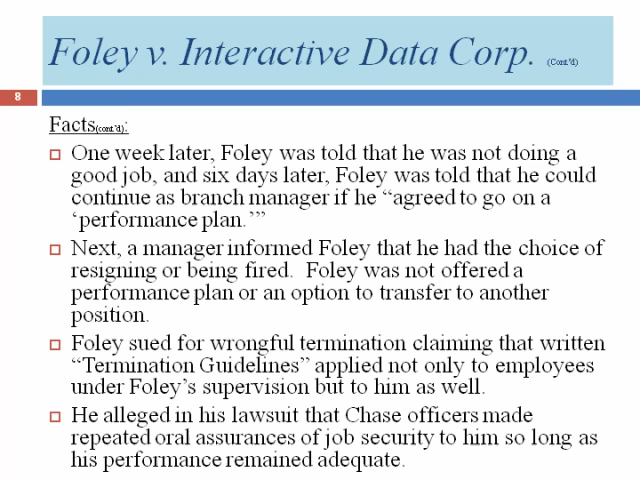 Foley v. Interactive Data Corp. (Cont.'d)
8
Facts(cont.'d):
One week later, Foley was told that he was not doing a
good job, and six days later, Foley was told that he could
continue as branch manager if he “agreed to go on a
‘performance plan.’”
Next, a manager informed Foley that he had the choice of
resigning or being fired.  Foley was not offered a
performance plan or an option to transfer to another
position.
Foley sued for wrongful termination claiming that written
“Termination Guidelines” applied not only to employees
under Foley’s supervision but to him as well.
He alleged in his lawsuit that Chase officers made
repeated oral assurances of job security to him so long as
his performance remained adequate.